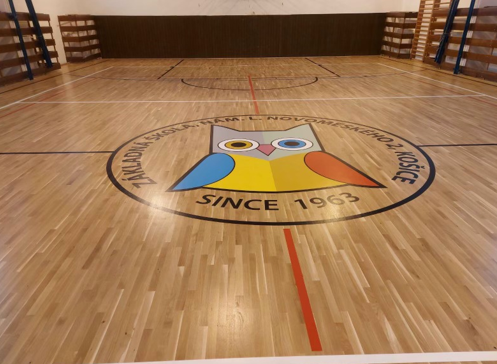 ZÁKLADNÁ ŠKOLA, NÁM. L. NOVOMESKÉHO 2, KOŠICE
SINCE 1963